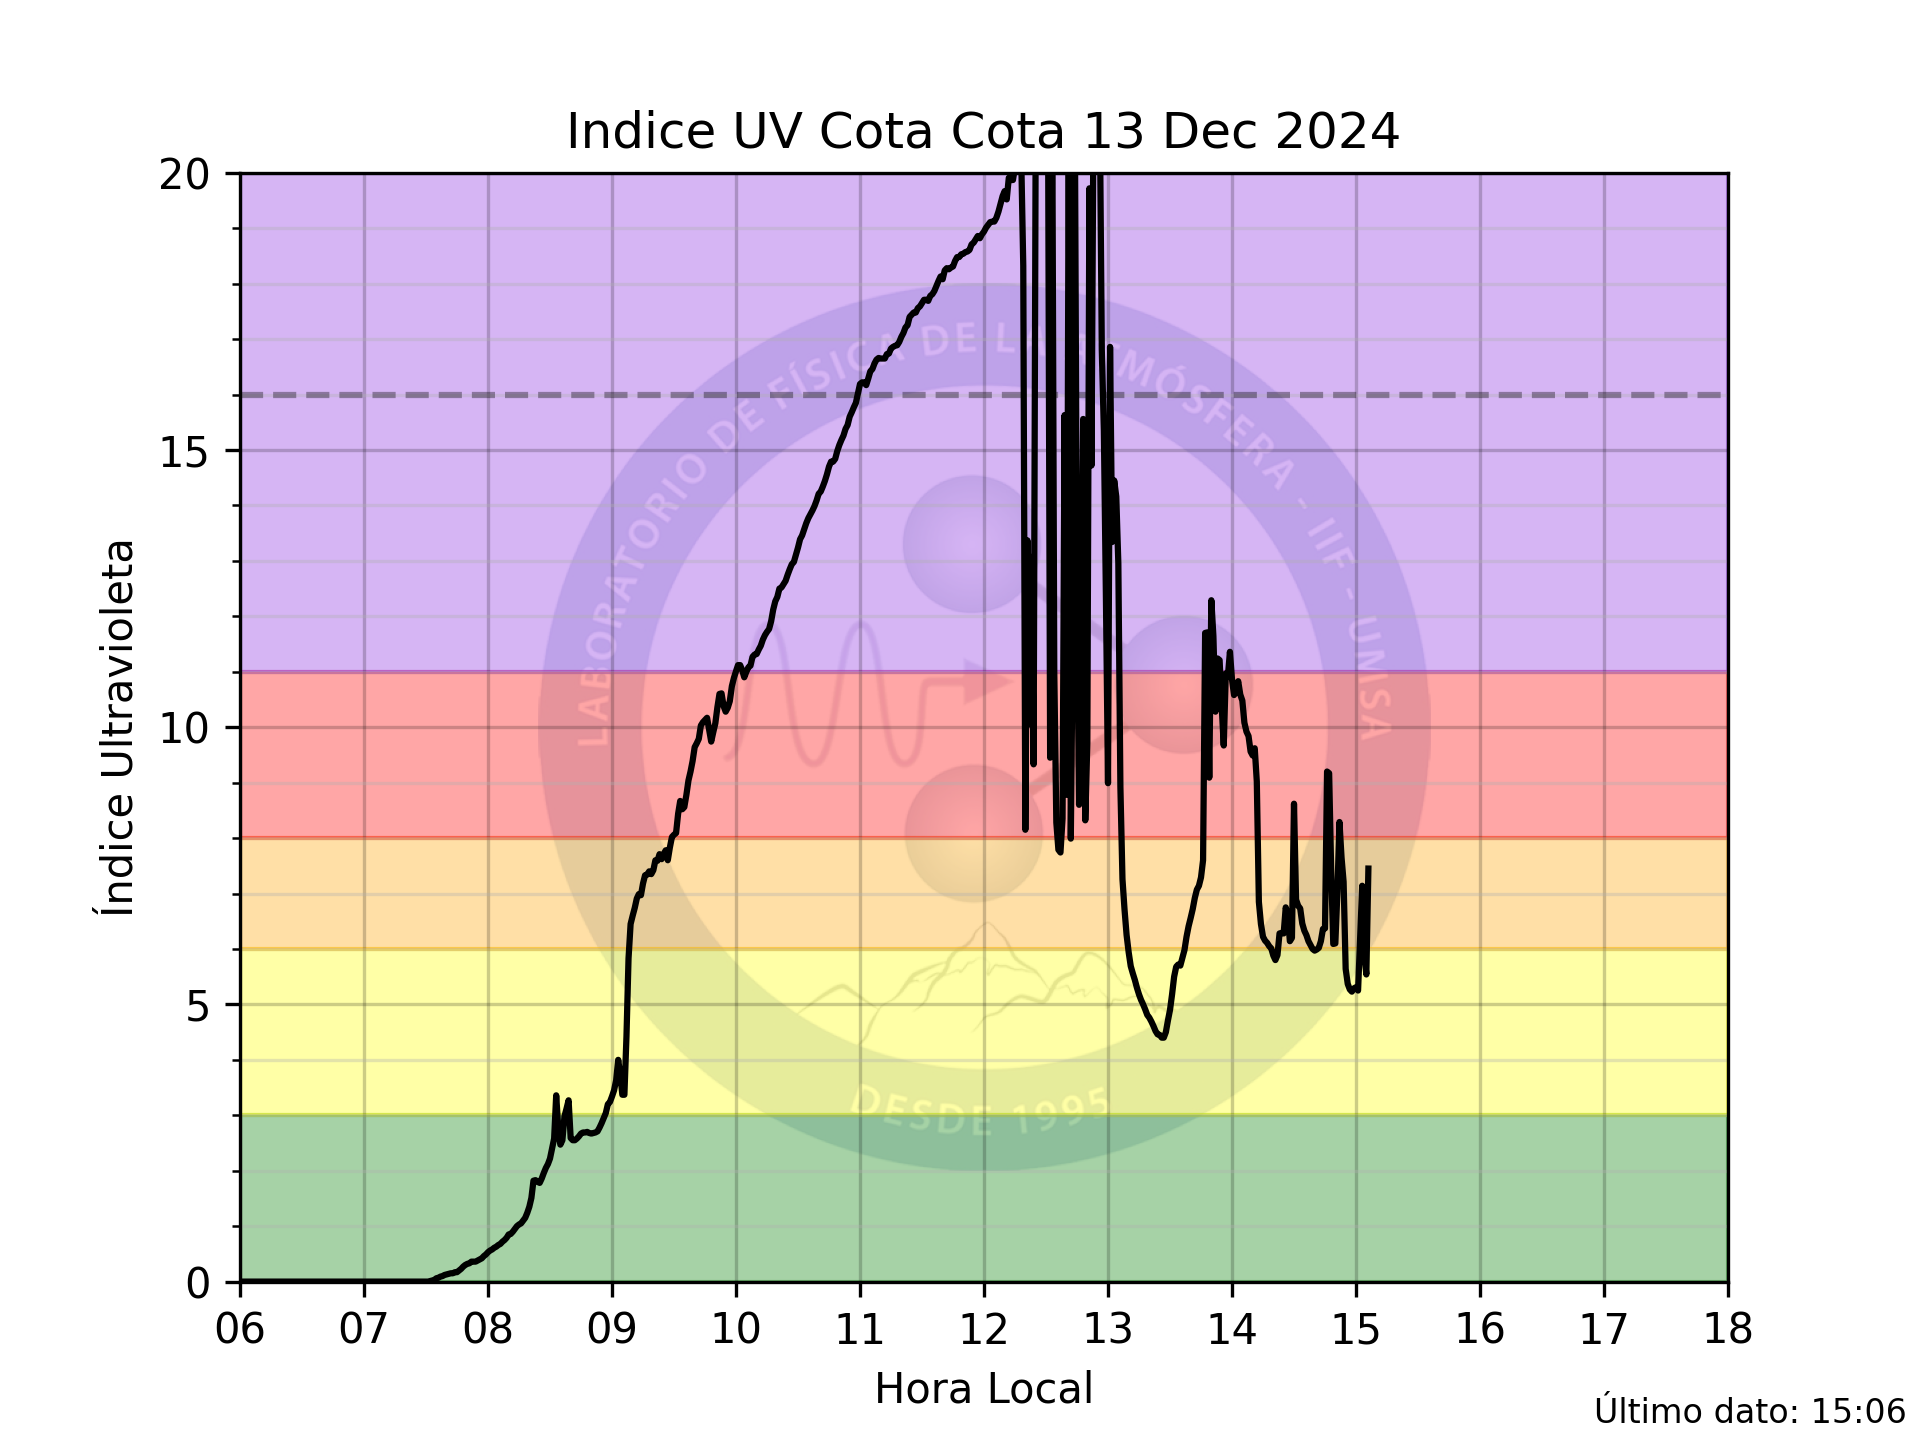 Indice UV Cota Cota 13 Dec 2024
20
15
10
5
0
Índice Ultravioleta
LABORATORIO DE FÍSICA DE LA ATMÓSFERA - IIF - UMSA
DESDE 1995
06 07 08 09 10 11 12 13 14 15 16 17 18
Hora Local
Último dato: 15:06